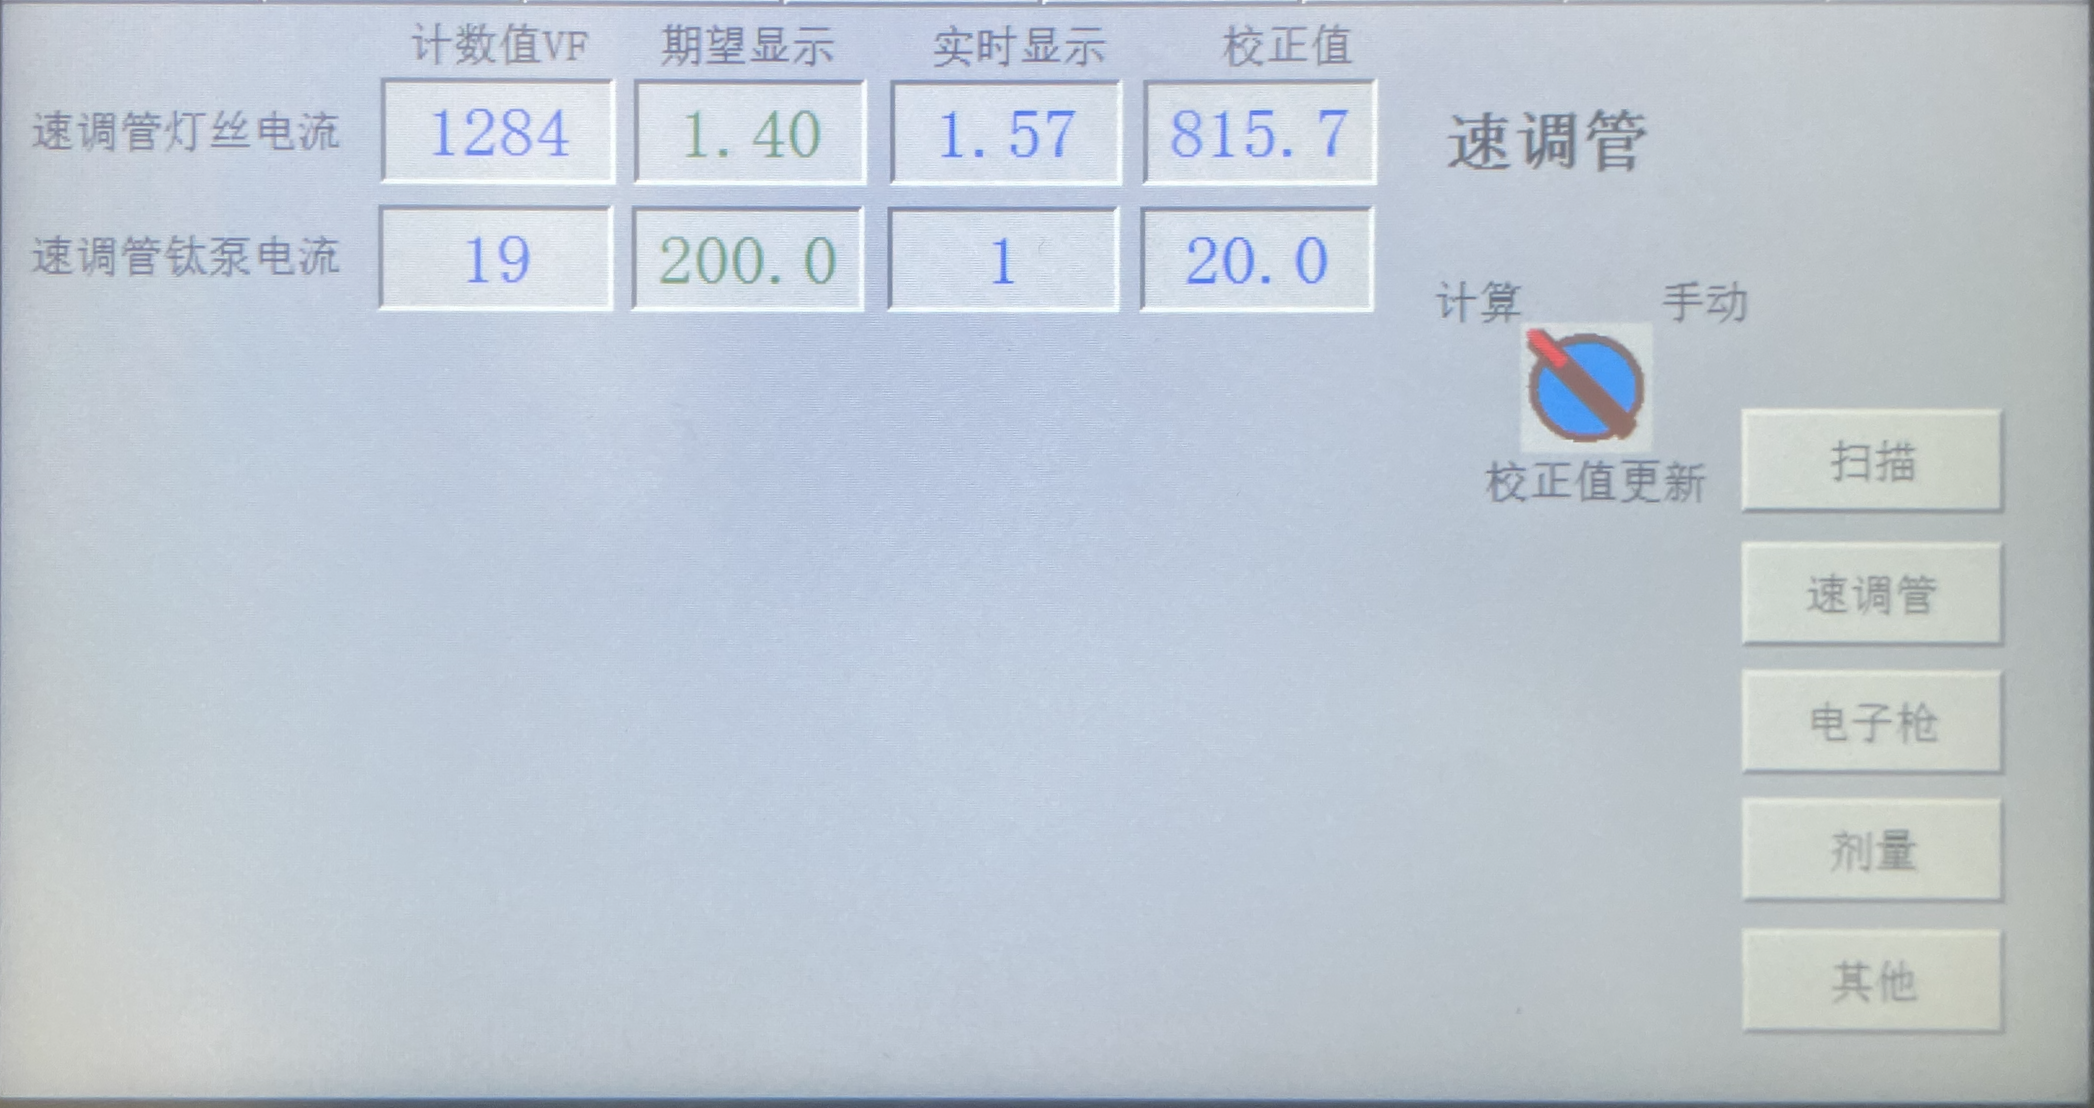 计数值VF 期望显示 实时显示 校正值
速调管灯丝电流 1284 1.40 1.57 815.7 速调管
速调管钛泵电流 19 200.0 1 20.0
计算 手动
校正值更新
扫描
速调管
电子枪
剂量
其他